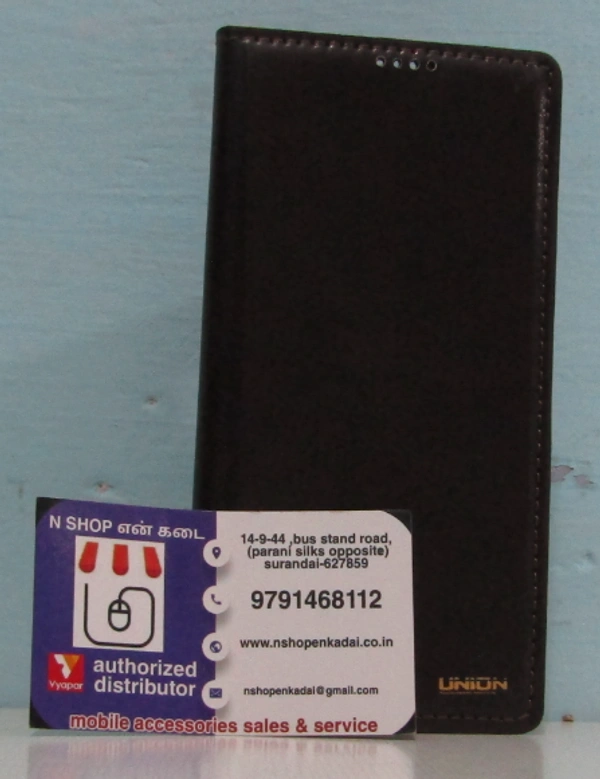 N SHOP என் கடை
14-9-44 ,bus stand road,
(parani silks opposite)
surandai-627859
9791468112
www.nshopenkadai.co.in
Vyapar
authorized
distributor
nshopenkadai@gmail.com
mobile accessories sales & service
UNION